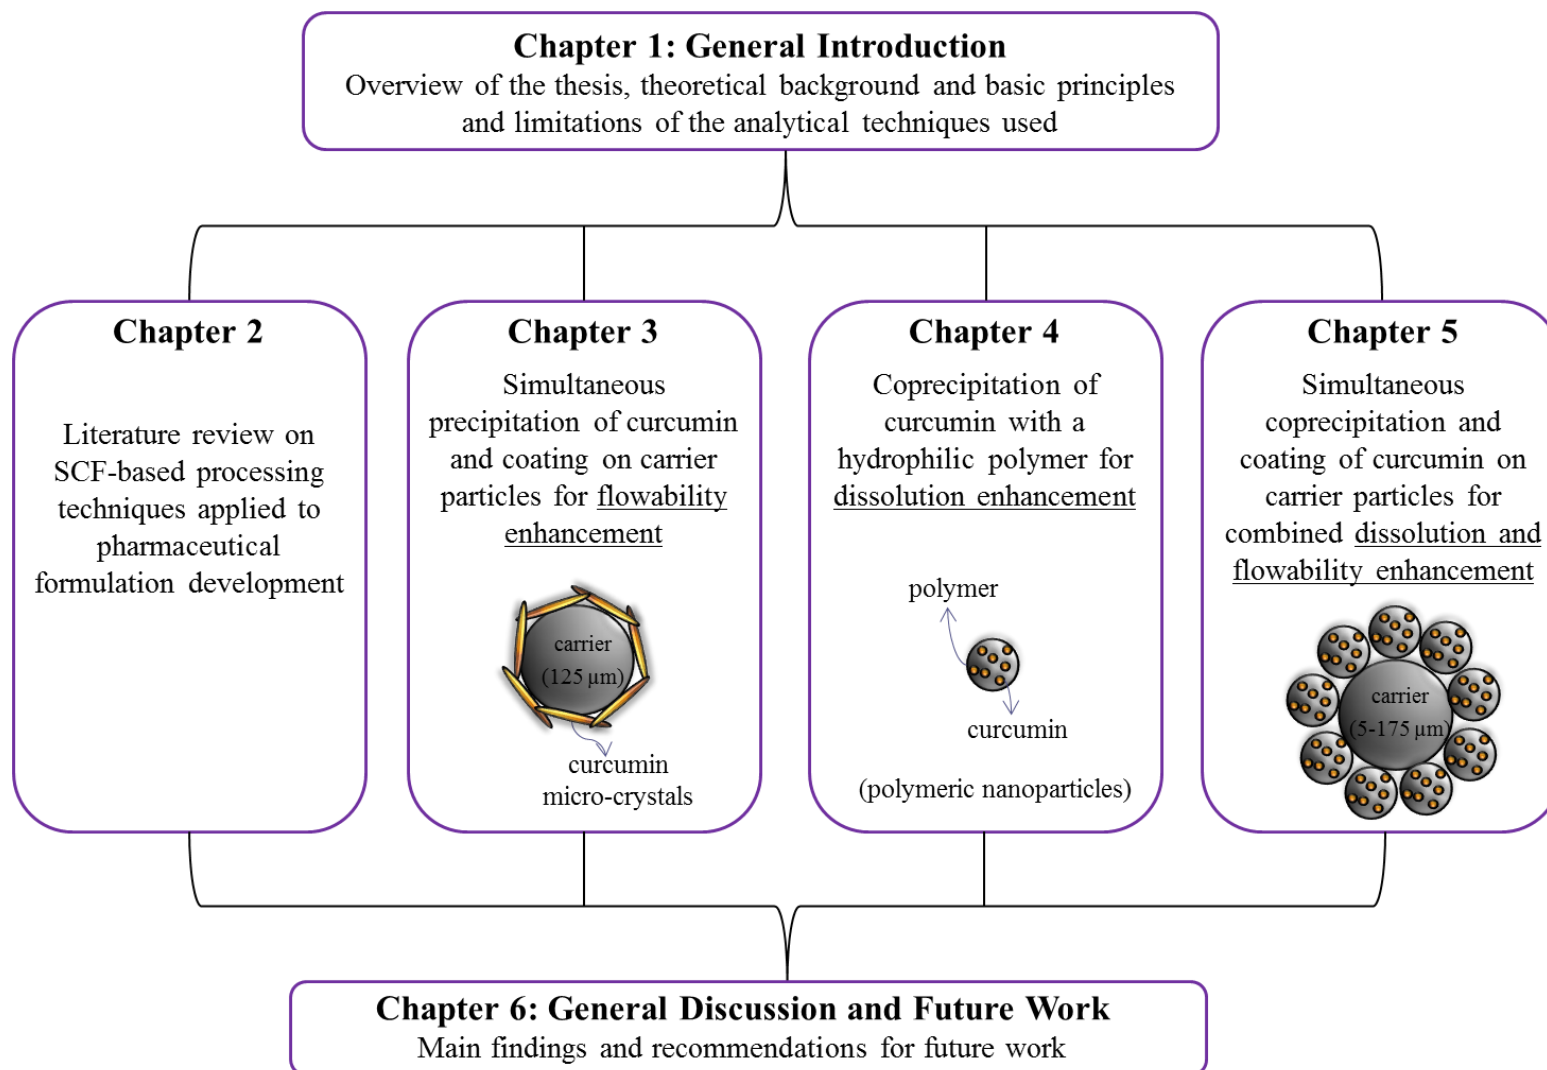 Chapter 1: General Introduction
Overview of the thesis, theoretical background and basic principles
and limitations of the analytical techniques used
Chapter 2
Literature review on
SCF-based processing
techniques applied to
pharmaceutical
formulation development
Chapter 3
Simultaneous
precipitation of curcumin
and coating on carrier
particles for flowability
enhancement
carrier
(125 µm)
curcumin
micro-crystals
Chapter 4
Coprecipitation of
curcumin with a
hydrophilic polymer for
dissolution enhancement
polymer
curcumin
(polymeric nanoparticles)
Chapter 5
Simultaneous
coprecipitation and
coating of curcumin on
carrier particles for
combined dissolution and
flowability enhancement
carrier
(5-175 µm)
Chapter 6: General Discussion and Future Work
Main findings and recommendations for future work